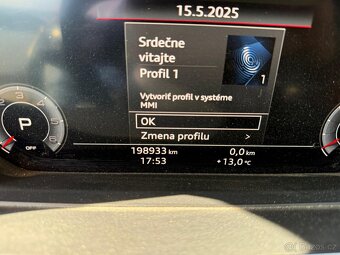 15.5.2025
Srdečne
vitajte
Profil 1
1
Vytvoriť profil v systéme
MMI
OK
Zmena profilu >
P
OFF
198933 km
0,0 km
17:53
+13,0 °C